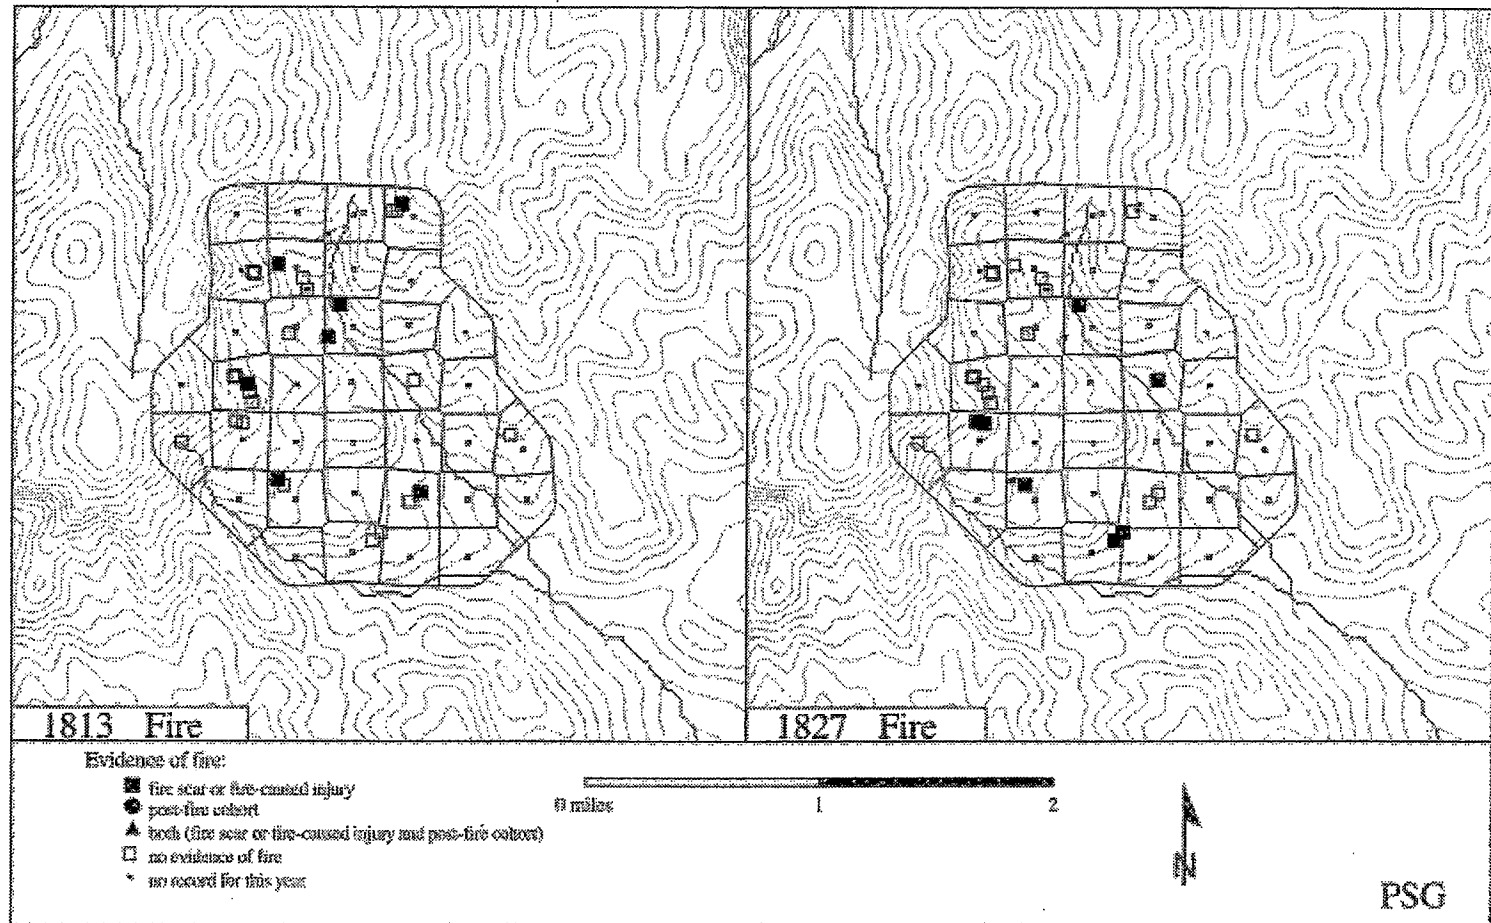 1813 Fire
1827 Fire
Evidence of fire:
fire scar or fire-caused injury
post-fire cohort
both (fire scar or fire-caused injury and post-fire cohort)
no evidence of fire
no record for this year
0 miles 1 2
N
PSG